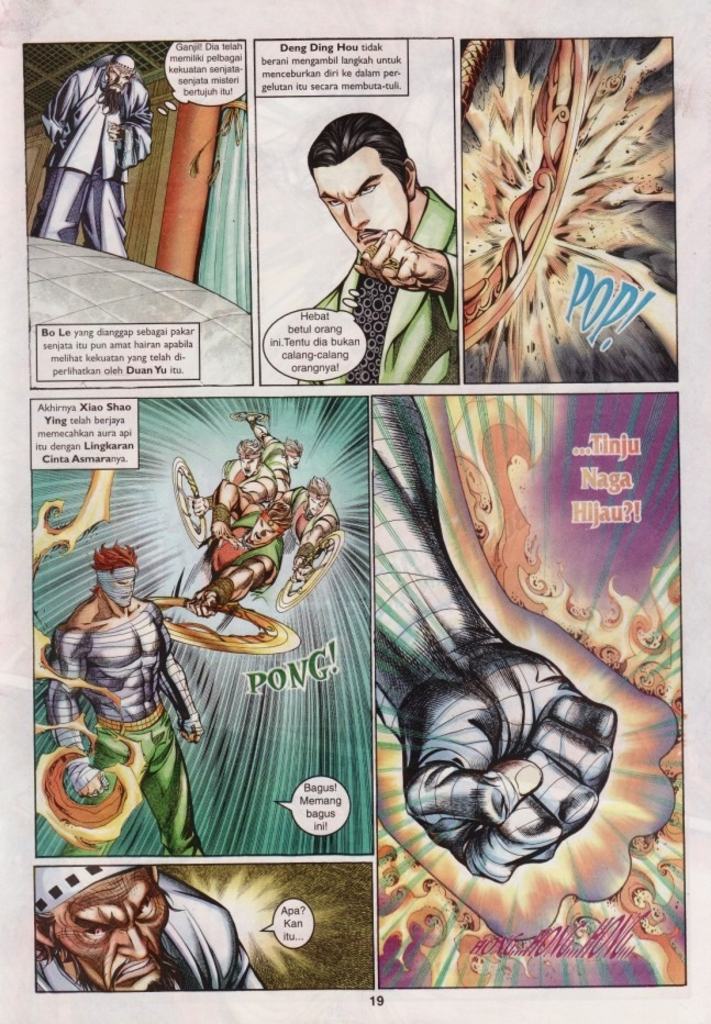 Ganjil! Dia telah
memiliki pelbagai
kekuatan senjata-
senjata misteri
bertujuh itu!
Bo Le yang dianggap sebagai pakar
senjata itu pun amat hairan apabila
melihat kekuatan yang telah di-
perlihatkan oleh Duan Yu itu.
Deng Ding Hou tidak
berani mengambil langkah untuk
menceburkan diri ke dalam per-
gelutan itu secara membuta-tuli.
Hebat
betul orang
ini.Tentu dia bukan
calang-calang
orangnya!
POP!
Akhirnya Xiao Shao
Ying telah berjaya
memecahkan aura api
itu dengan Lingkaran
Cinta Asmaranya.
PONG!
Bagus!
Memang
bagus
ini!
...Tinju
Naga
Hijau?!
HONG...HONG...HONG...
Apa?
Kan
itu...
19